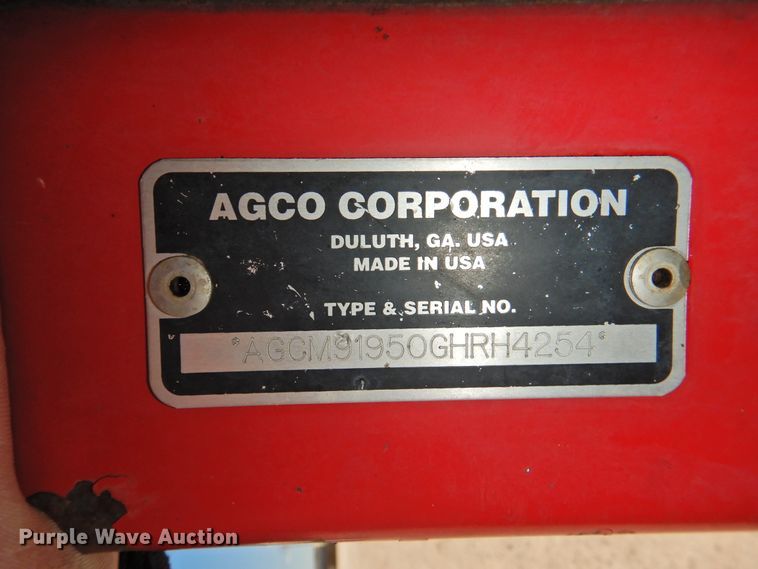 AGCO CORPORATION
DULUTH, GA. USA
MADE IN USA
TYPE & SERIAL NO.
*AGCM91950GHRH4254*
Purple Wave Auction